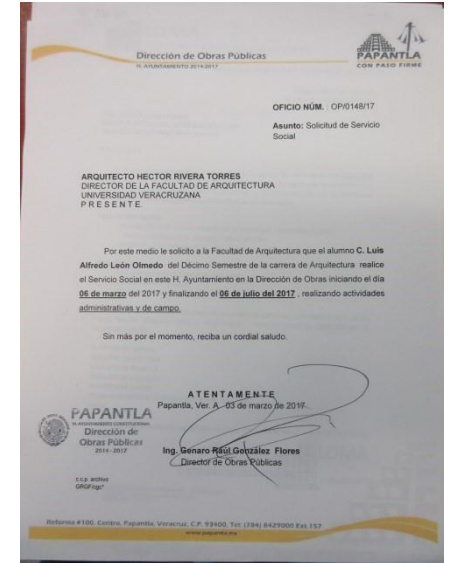 Dirección de Obras Públicas
H. AYUNTAMIENTO 2014-2017
PAPANTLA
CON PASO FIRME
OFICIO NÚM. : OP/0148/17
Asunto: Solicitud de Servicio
Social
ARQUITECTO HECTOR RIVERA TORRES
DIRECTOR DE LA FACULTAD DE ARQUITECTURA
UNIVERSIDAD VERACRUZANA
P R E S E N T E.
Por este medio le solicito a la Facultad de Arquitectura que el alumno C. Luis
Alfredo León Olmedo del Décimo Semestre de la carrera de Arquitectura realice
el Servicio Social en este H. Ayuntamiento en la Dirección de Obras iniciando el día
06 de marzo del 2017 y finalizando el 06 de julio del 2017 , realizando actividades
administrativas y de campo.
Sin más por el momento, reciba un cordial saludo.
A T E N T A M E N T E
Papantla, Ver. A 03 de marzo de 2017.
PAPANTLA
H. AYUNTAMIENTO CONSTITUCIONAL
Dirección de
Obras Públicas
2014 -2017
Ing. Genaro Raúl González Flores
Director de Obras Públicas
c.c.p. archivo
Reforma #100, Centro, Papantla, Veracruz, C.P. 93400, Tel: (784) 8429000 Ext.157
www.papantla.mx